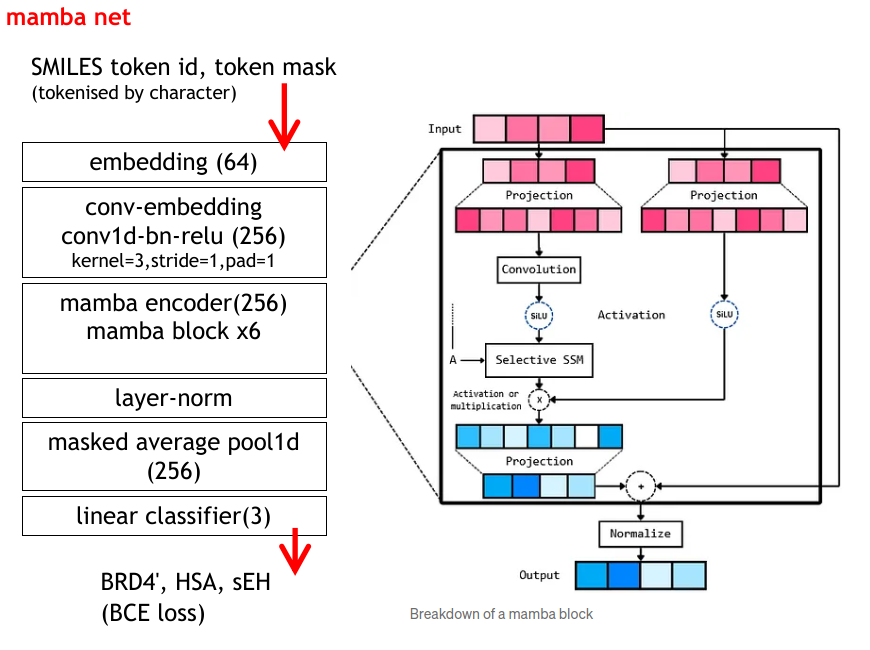 mamba net
SMILES token id, token mask
(tokenised by character)
embedding (64)
conv-embedding
conv1d-bn-relu (256)
kernel=3,stride=1,pad=1
mamba encoder(256)
mamba block x6
layer-norm
masked average pool1d
(256)
linear classifier(3)
BRD4', HSA, sEH
(BCE loss)
Input
Projection
Projection
Convolution
SiLU
Activation
SiLU
A
Selective SSM
Activation or
multiplication
x
Projection
+
Normalize
Output
Breakdown of a mamba block